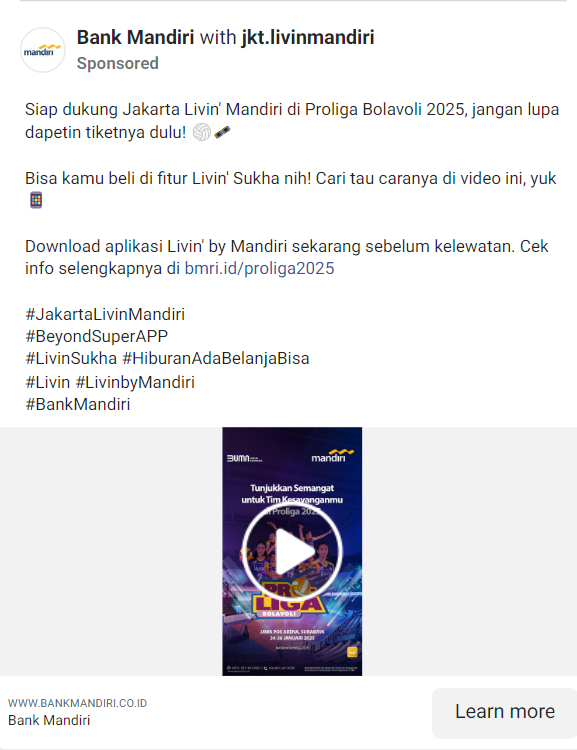 Bank Mandiri with jkt.livinmandiri
mandiri
Sponsored
Siap dukung Jakarta Livin' Mandiri di Proliga Bolavoli 2025, jangan lupa
dapetin tiketnya dulu!
Bisa kamu beli di fitur Livin' Sukha nih! Cari tau caranya di video ini, yuk
Download aplikasi Livin' by Mandiri sekarang sebelum kelewatan. Cek
info selengkapnya di bmri.id/proliga2025
#JakartaLivinMandiri
#BeyondSuperAPP
#LivinSukha #HiburanAdaBelanjaBisa
#Livin #LivinbyMandiri
#BankMandiri
BUMN
mandiri
Tunjukkan Semangat
untuk Tim Kesayanganmu
di Proliga 2025
PRO
LIGA
BOLAVOLI
JAWA POS ARENA, SURABAYA
24-26 JANUARI 2025
WWW.BANKMANDIRI.CO.ID
Bank Mandiri
Learn more